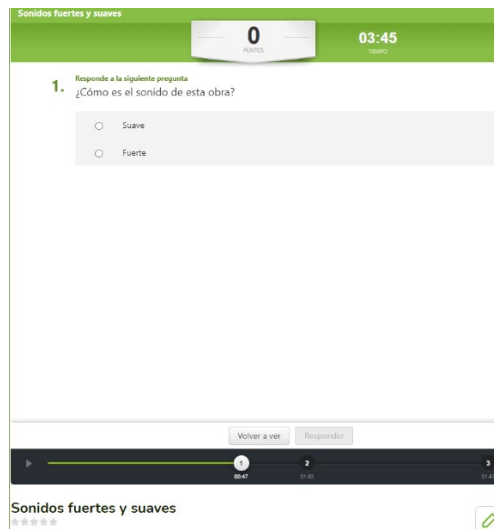 Sonidos fuertes y suaves
0
PUNTOS
03:45
TIEMPO
1.
Responde a la siguiente pregunta
¿Cómo es el sonido de esta obra?
Suave
Fuerte
Volver a ver
Responder
1
2
3
00:47
Sonidos fuertes y suaves